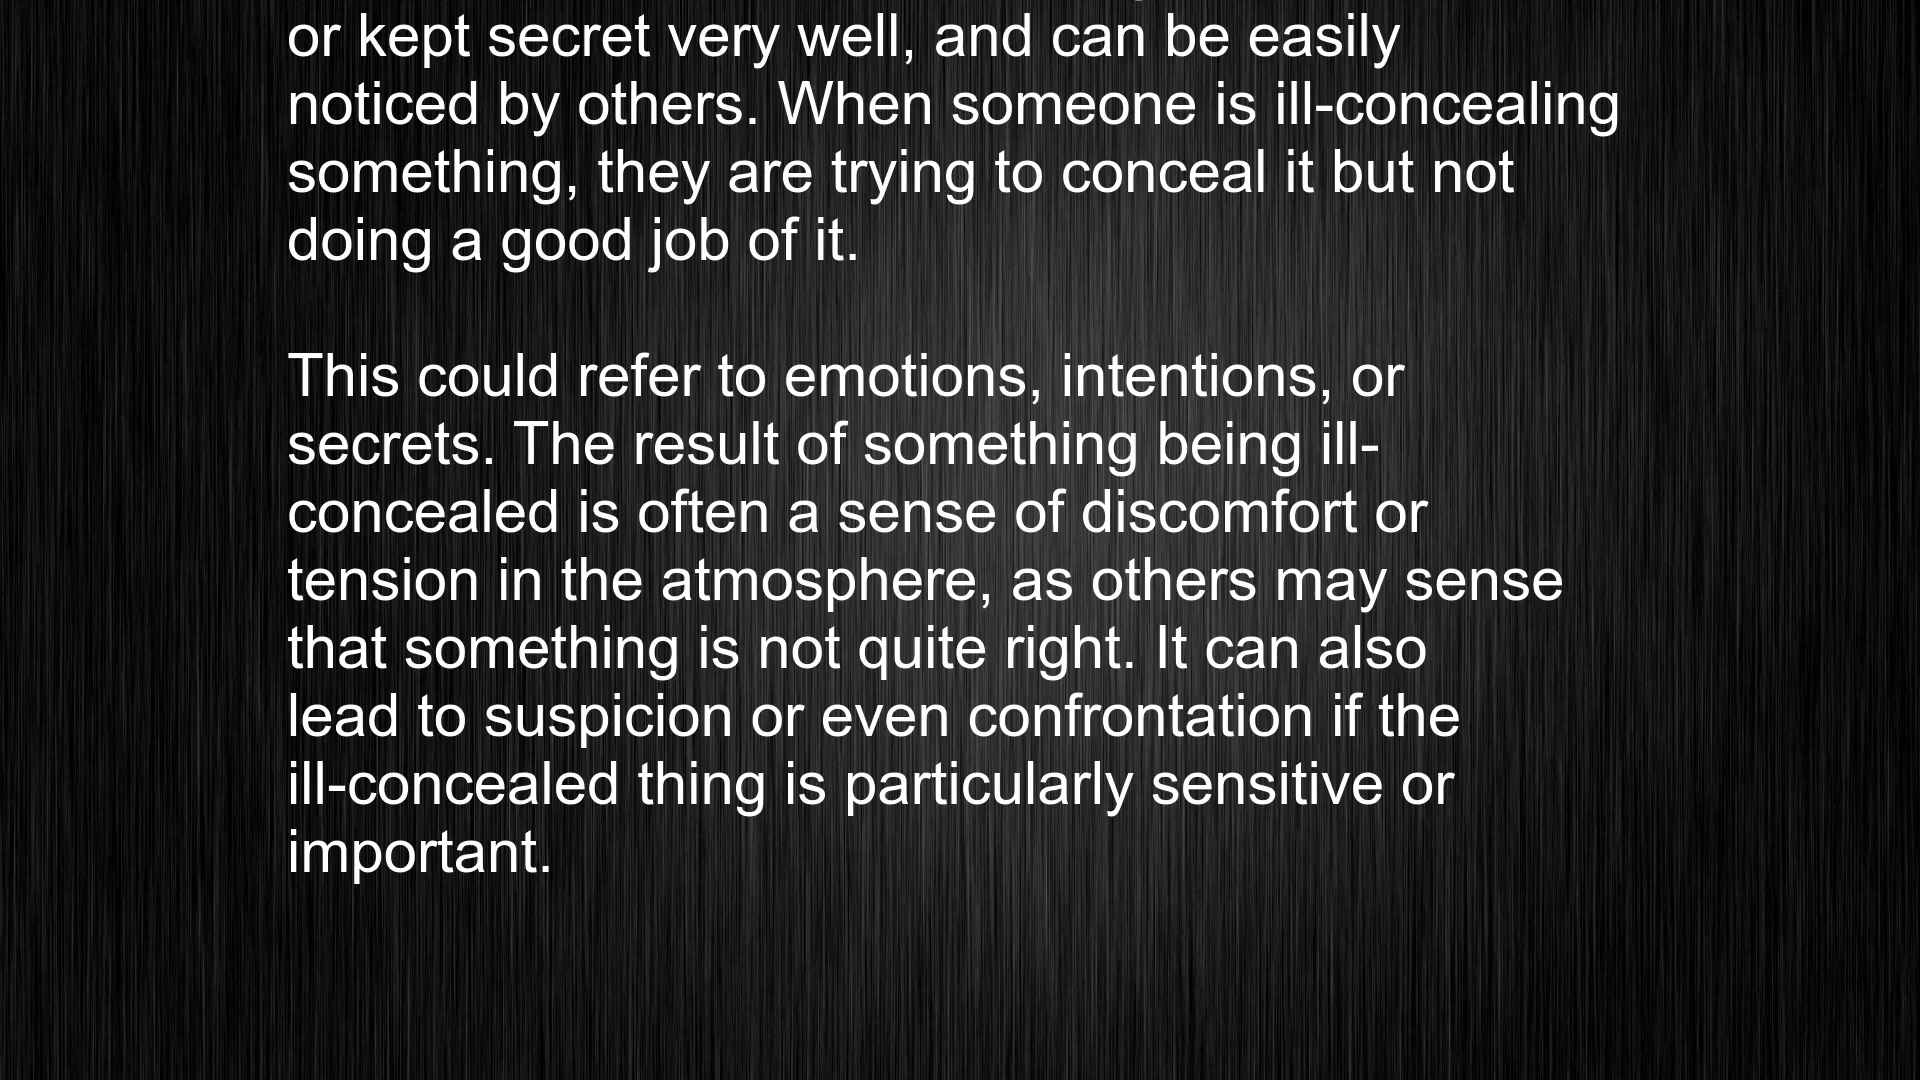 or kept secret very well, and can be easily
noticed by others. When someone is ill-concealing
something, they are trying to conceal it but not
doing a good job of it.
This could refer to emotions, intentions, or
secrets. The result of something being ill-
concealed is often a sense of discomfort or
tension in the atmosphere, as others may sense
that something is not quite right. It can also
lead to suspicion or even confrontation if the
ill-concealed thing is particularly sensitive or
important.